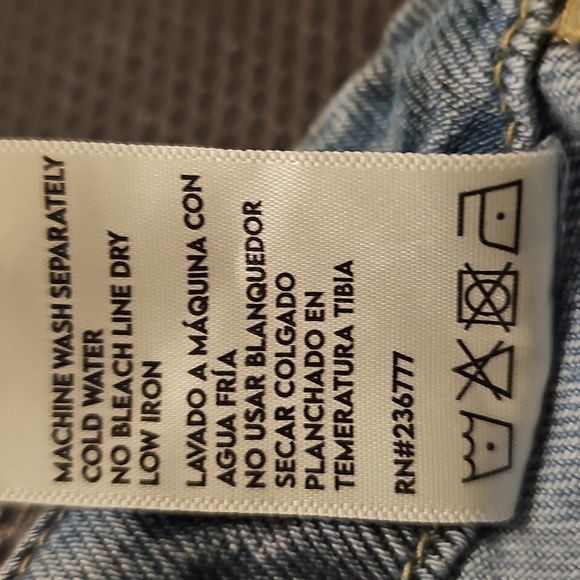 MACHINE WASH SEPARATELY
COLD WATER
NO BLEACH LINE DRY
LOW IRON
LAVADO A MÁQUINA CON
AGUA FRÍA
NO USAR BLANQUEDOR
SECAR COLGADO
PLANCHADO EN
TEMERATURA TIBIA
RN#236777